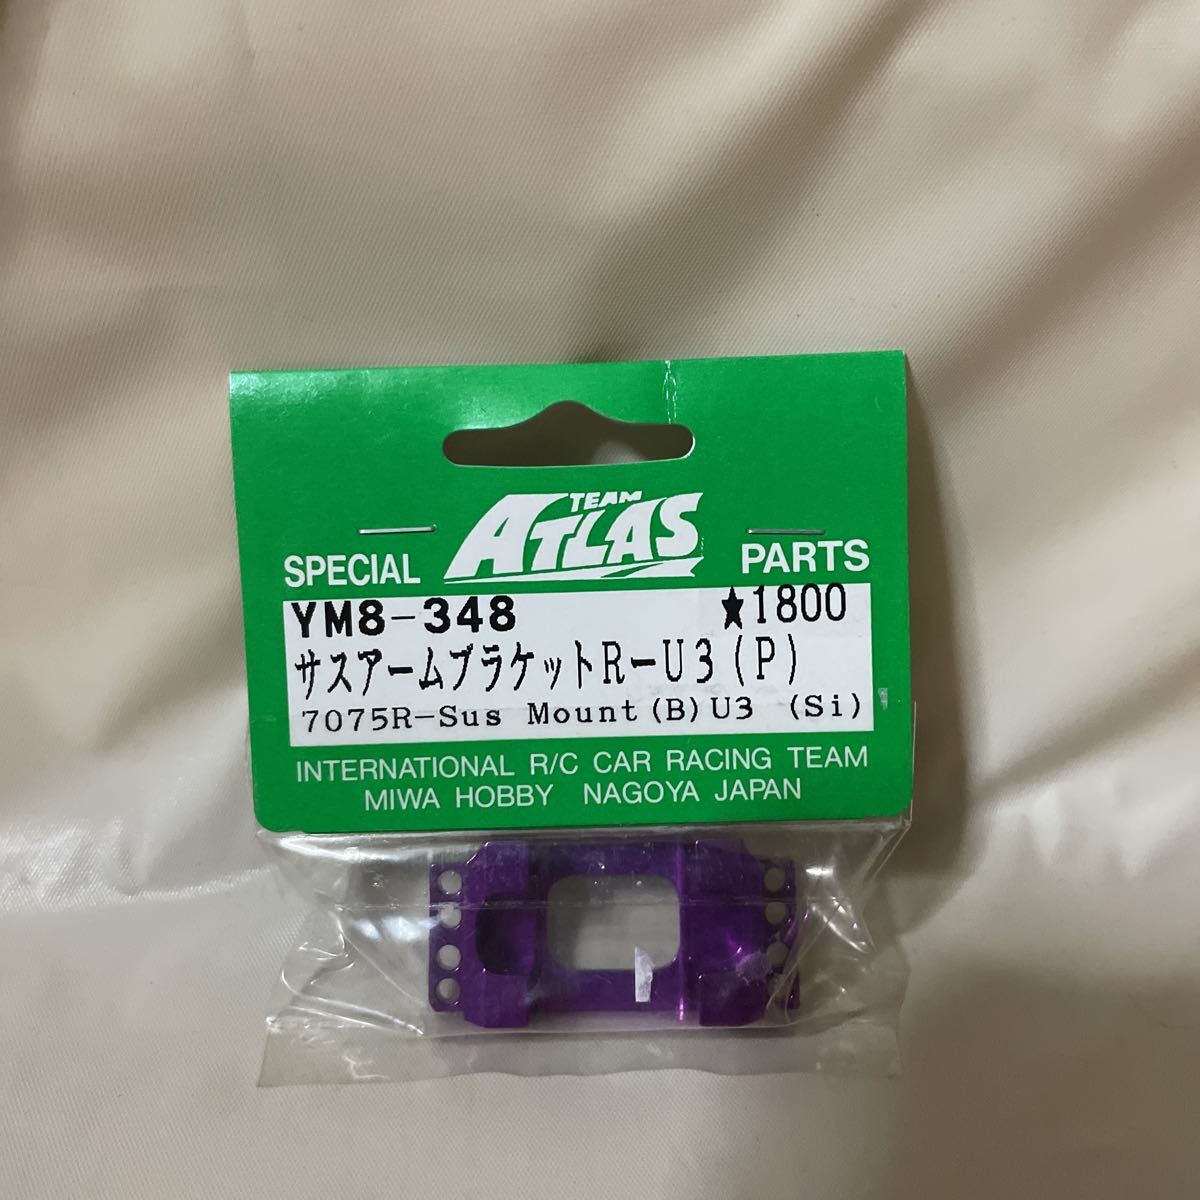 TEAM
ATLAS
SPECIAL PARTS
YM8-348 ★1800
サスアームブラケットR-U3(P)
7075R-Sus Mount(B)U3 (Si)
INTERNATIONAL R/C CAR RACING TEAM
MIWA HOBBY NAGOYA JAPAN